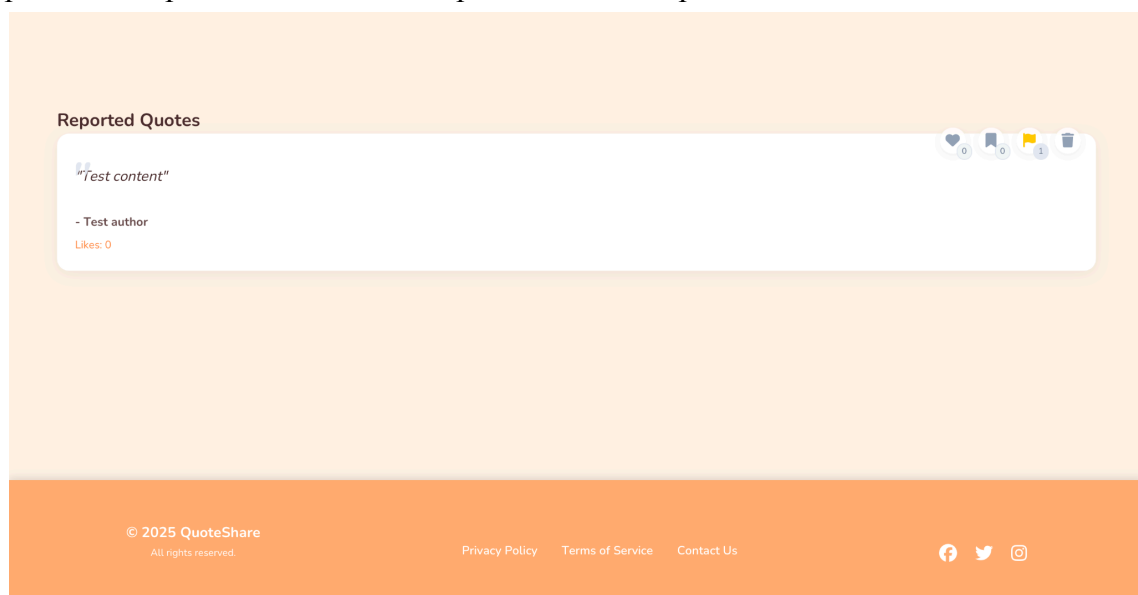 Reported Quotes
0
0
1
"Test content"
- Test author
Likes: 0
© 2025 QuoteShare
All rights reserved.
Privacy Policy Terms of Service Contact Us